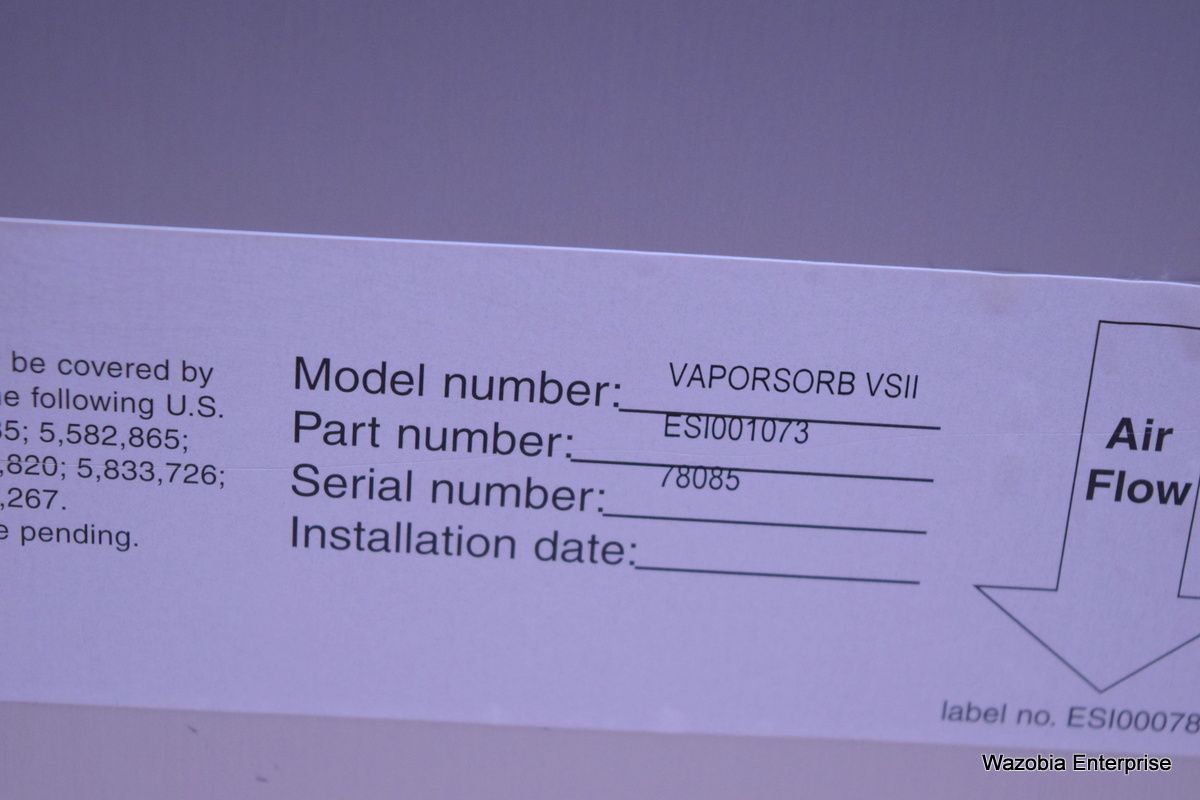 be covered by
following U.S.
5; 5,582,865;
,820; 5,833,726;
,267.
pending.
Model number: VAPORSORB VSII
Part number: ESI001073
Serial number: 78085
Installation date:
Air
Flow
label no. ESI00078
Wazobia Enterprise